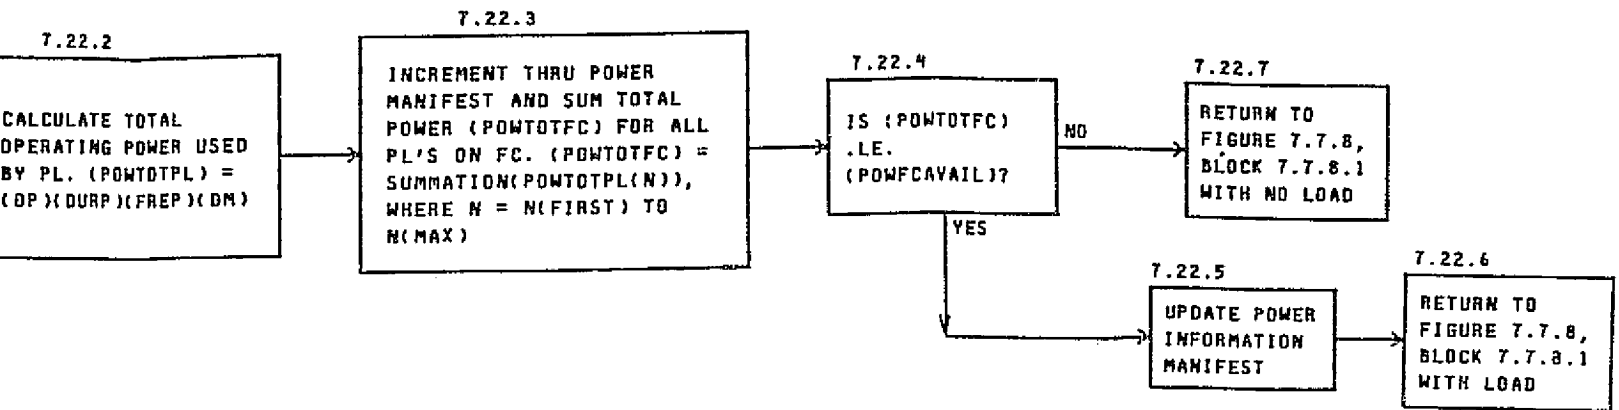 7.22.2
CALCULATE TOTAL
OPERATING POWER USED
BY PL. (POWTOTPL) =
(OP)(DURP)(FREP)(DM)
7.22.3
INCREMENT THRU POWER
MANIFEST AND SUM TOTAL
POWER (POWTOTFC) FOR ALL
PL'S ON FC. (POWTOTFC) =
SUMMATION(POWTOTPL(N)),
WHERE N = N(FIRST) TO
N(MAX)
7.22.4
IS (POWTOTFC)
.LE.
(POWFCAVAIL)?
NO
YES
7.22.7
RETURN TO
FIGURE 7.7.8,
BLOCK 7.7.8.1
WITH NO LOAD
7.22.5
UPDATE POWER
INFORMATION
MANIFEST
7.22.6
RETURN TO
FIGURE 7.7.8,
BLOCK 7.7.8.1
WITH LOAD